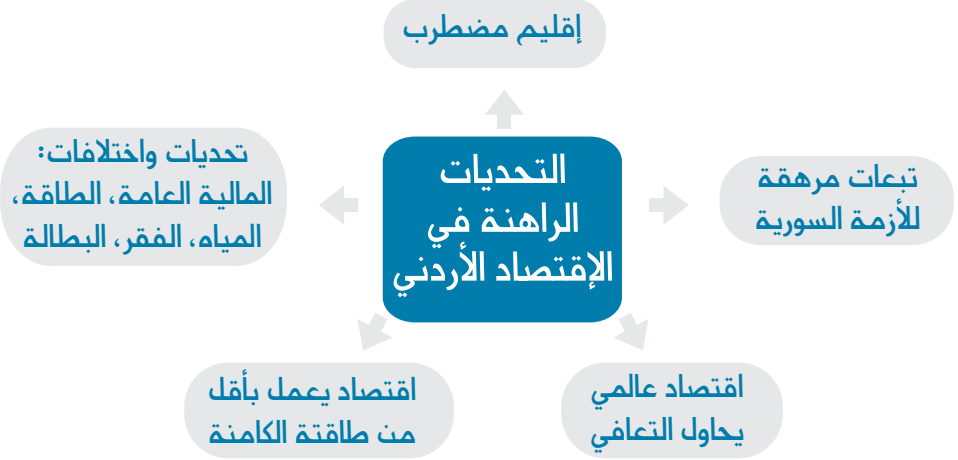 إقليم مضطرب
التحديات
الراهنة في
الإقتصاد الأردني
تبعات مرهقة
للأزمة السورية
تحديات واختلافات:
المالية العامة، الطاقة،
المياه، الفقر، البطالة
اقتصاد عالمي
يحاول التعافي
اقتصاد يعمل بأقل
من طاقتة الكامنة